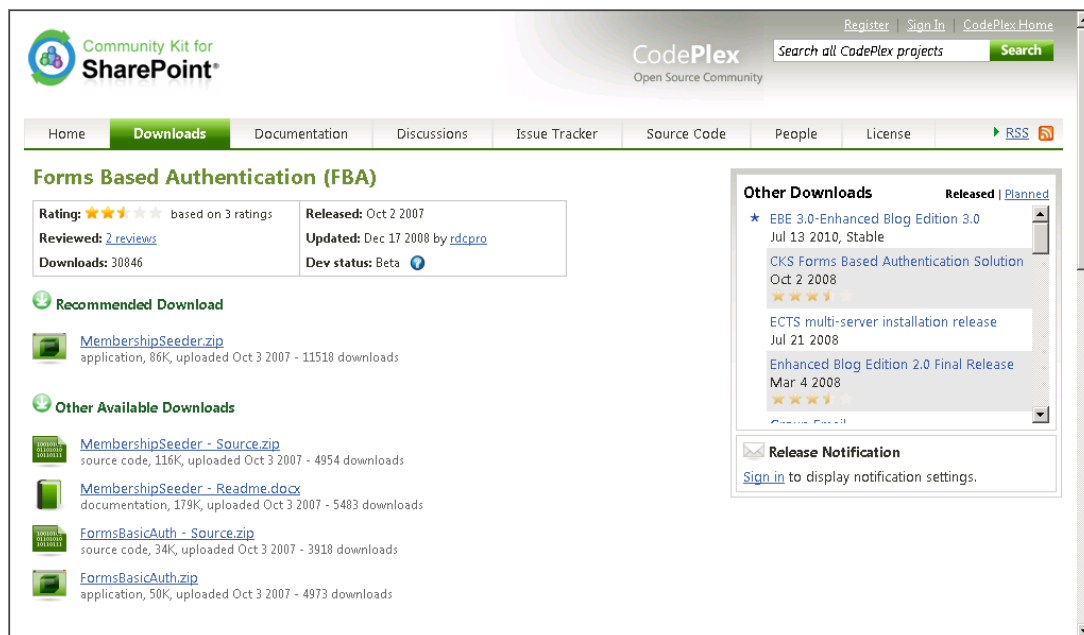 Register | Sign In | CodePlex Home
Community Kit for
SharePoint
CodePlex
Open Source Community
Search all CodePlex projects
Search
Home
Downloads
Documentation
Discussions
Issue Tracker
Source Code
People
License
RSS
Forms Based Authentication (FBA)
Rating: based on 3 ratings
Reviewed: 2 reviews
Downloads: 30846
Released: Oct 2 2007
Updated: Dec 17 2008 by rdcpro
Dev status: Beta
Recommended Download
MembershipSeeder.zip
application, 86K, uploaded Oct 3 2007 - 11518 downloads
Other Available Downloads
MembershipSeeder - Source.zip
source code, 116K, uploaded Oct 3 2007 - 4954 downloads
MembershipSeeder - Readme.docx
documentation, 179K, uploaded Oct 3 2007 - 5483 downloads
FormsBasicAuth - Source.zip
source code, 34K, uploaded Oct 3 2007 - 3918 downloads
FormsBasicAuth.zip
application, 50K, uploaded Oct 3 2007 - 4973 downloads
Other Downloads
Released | Planned
EBE 3.0-Enhanced Blog Edition 3.0
Jul 13 2010, Stable
CKS Forms Based Authentication Solution
Oct 2 2008
ECTS multi-server installation release
Jul 21 2008
Enhanced Blog Edition 2.0 Final Release
Mar 4 2008
Release Notification
Sign in to display notification settings.